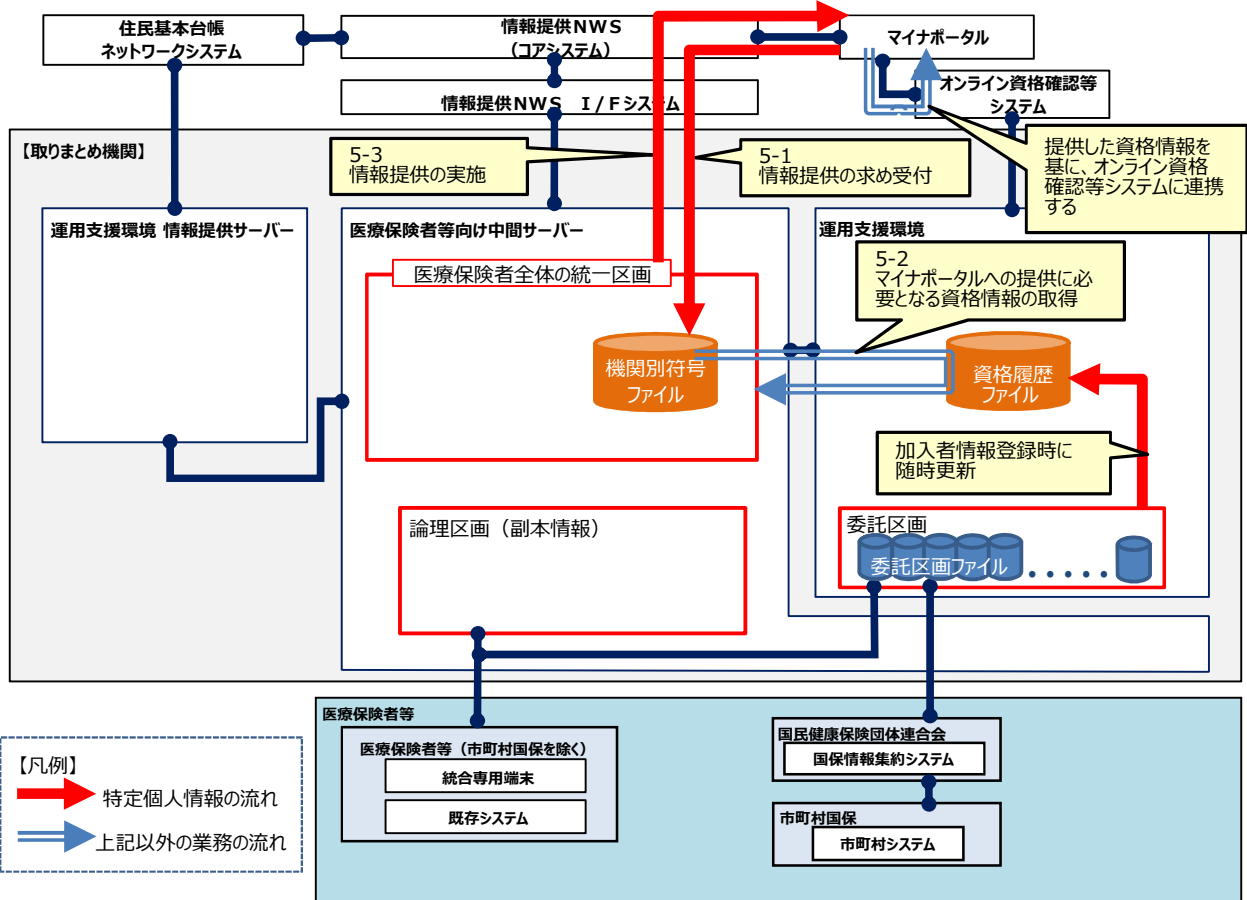 住民基本台帳
ネットワークシステム
情報提供NWS
(コアシステム)
マイナポータル
情報提供NWS I/Fシステム
オンライン資格確認等
システム
【取りまとめ機関】
5-3
情報提供の実施
5-1
情報提供の求め受付
提供した資格情報を
基に、オンライン資格
確認等システムに連携
する
運用支援環境 情報提供サーバー
医療保険者等向け中間サーバー
運用支援環境
医療保険者全体の統一区画
5-2
マイナポータルへの提供に必
要となる資格情報の取得
機関別符号
ファイル
資格履歴
ファイル
加入者情報登録時に
随時更新
論理区画(副本情報)
委託区画
委託区画ファイル
・・・・・
医療保険者等
医療保険者等(市町村国保を除く)
統合専用端末
既存システム
国民健康保険団体連合会
国保情報集約システム
市町村国保
市町村システム
【凡例】
特定個人情報の流れ
上記以外の業務の流れ